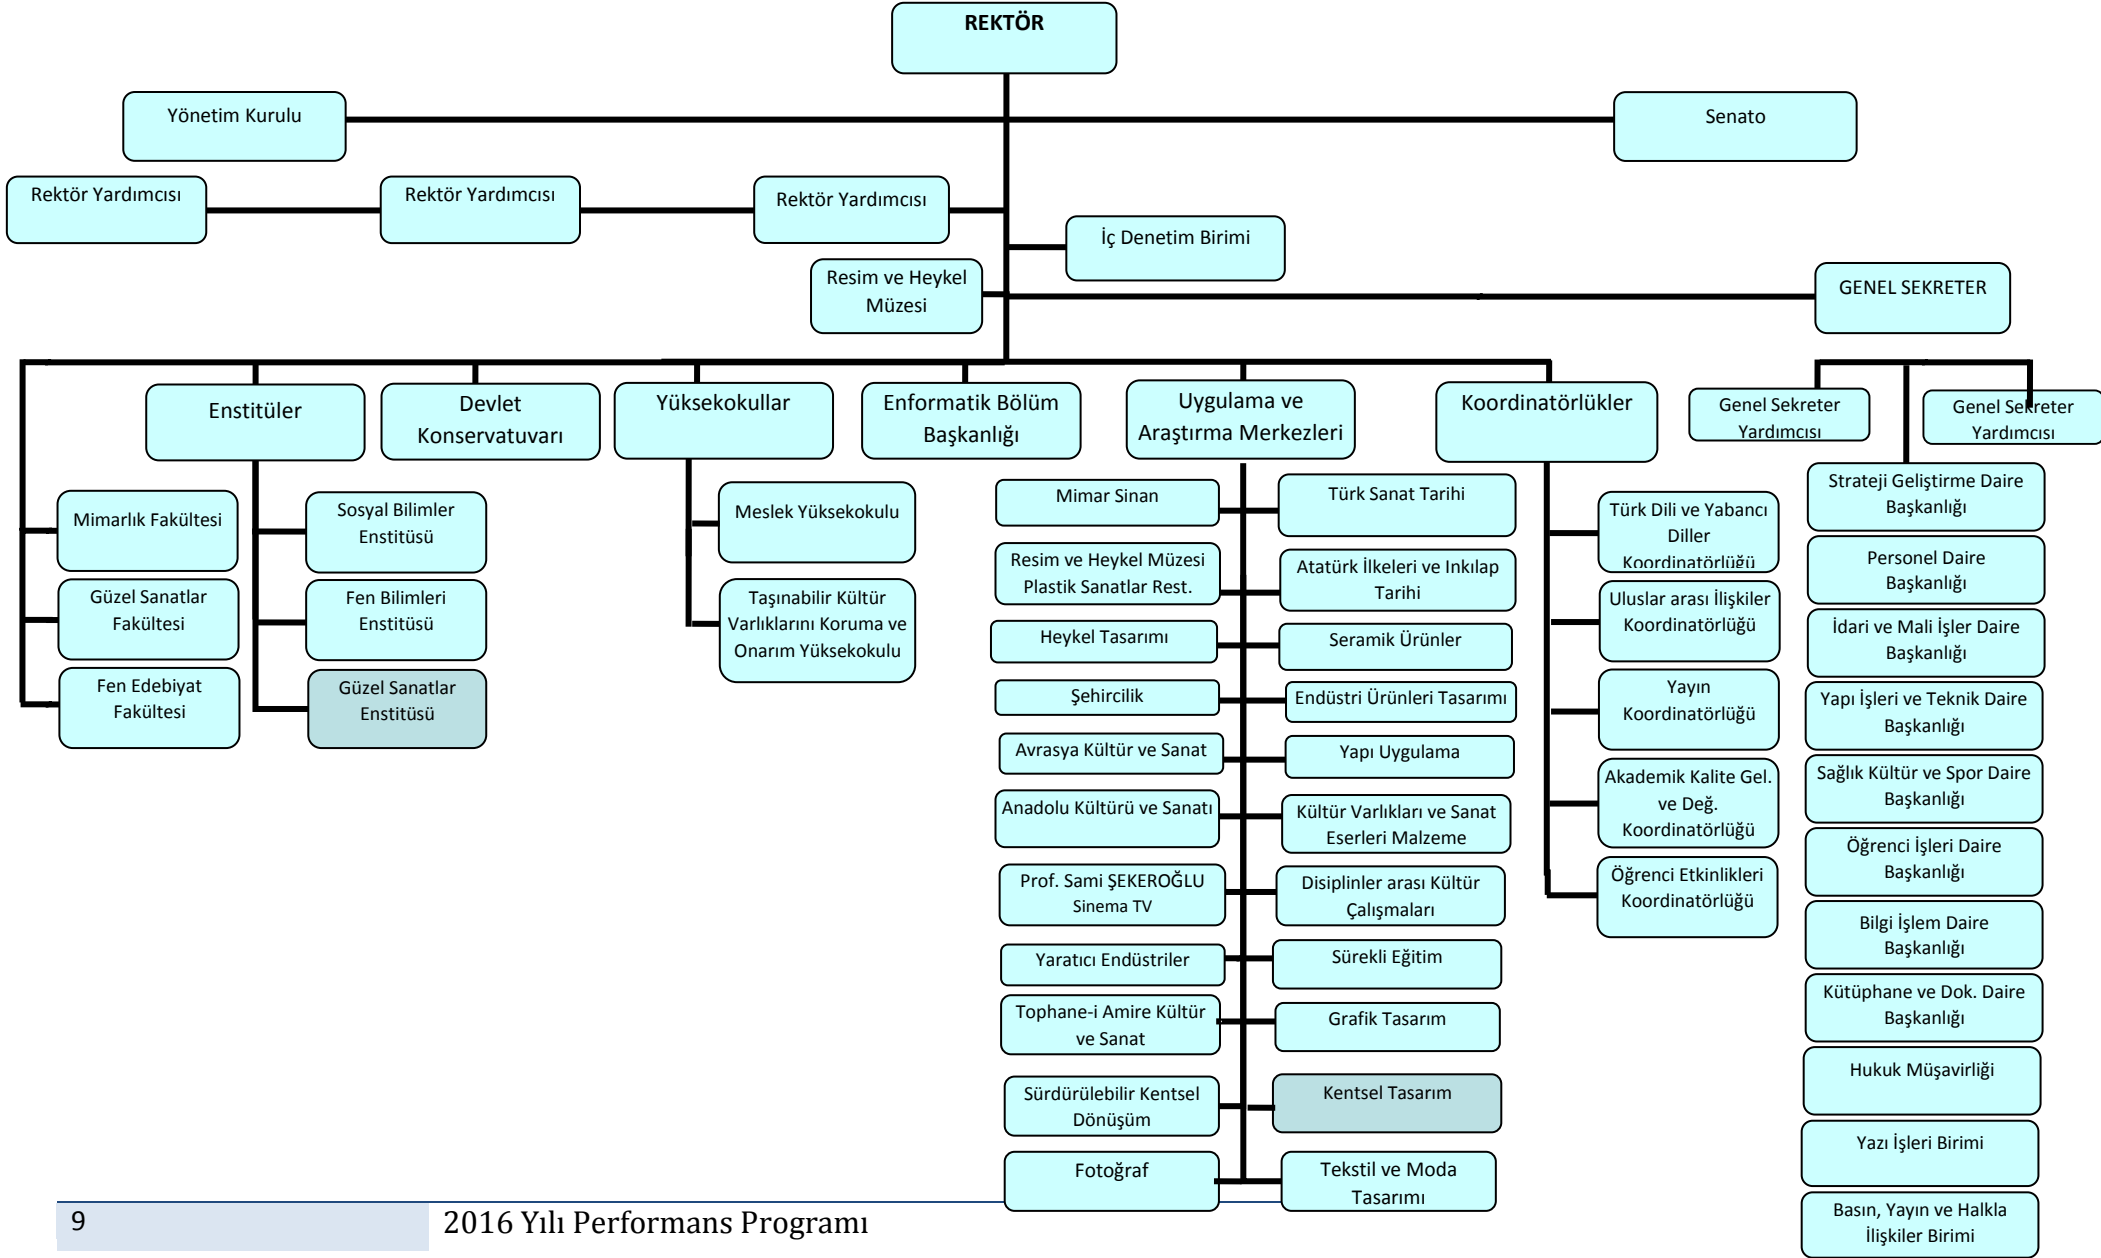 REKTÖR
Yönetim Kurulu
Senato
Rektör Yardımcısı
Rektör Yardımcısı
Rektör Yardımcısı
İç Denetim Birimi
Resim ve Heykel
Müzesi
GENEL SEKRETER
Enstitüler
Devlet
Konservatuvarı
Yüksekokullar
Enformatik Bölüm
Başkanlığı
Uygulama ve
Araştırma Merkezleri
Koordinatörlükler
Genel Sekreter
Yardımcısı
Genel Sekreter
Yardımcısı
Mimarlık Fakültesi
Güzel Sanatlar
Fakültesi
Fen Edebiyat
Fakültesi
Sosyal Bilimler
Enstitüsü
Fen Bilimleri
Enstitüsü
Güzel Sanatlar
Enstitüsü
Meslek Yüksekokulu
Taşınabilir Kültür
Varlıklarını Koruma ve
Onarım Yüksekokulu
Mimar Sinan
Türk Sanat Tarihi
Resim ve Heykel Müzesi
Plastik Sanatlar Rest.
Atatürk İlkeleri ve Inkılap
Tarihi
Heykel Tasarımı
Seramik Ürünler
Şehircilik
Endüstri Ürünleri Tasarımı
Avrasya Kültür ve Sanat
Yapı Uygulama
Anadolu Kültürü ve Sanatı
Kültür Varlıkları ve Sanat
Eserleri Malzeme
Prof. Sami ŞEKEROĞLU
Sinema TV
Disiplinler arası Kültür
Çalışmaları
Yaratıcı Endüstriler
Sürekli Eğitim
Tophane-i Amire Kültür
ve Sanat
Grafik Tasarım
Sürdürülebilir Kentsel
Dönüşüm
Kentsel Tasarım
Fotoğraf
Tekstil ve Moda
Tasarımı
Türk Dili ve Yabancı
Diller
Koordinatörlüğü
Uluslar arası İlişkiler
Koordinatörlüğü
Yayın
Koordinatörlüğü
Akademik Kalite Gel.
ve Değ.
Koordinatörlüğü
Öğrenci Etkinlikleri
Koordinatörlüğü
Strateji Geliştirme Daire
Başkanlığı
Personel Daire
Başkanlığı
İdari ve Mali İşler Daire
Başkanlığı
Yapı İşleri ve Teknik Daire
Başkanlığı
Sağlık Kültür ve Spor Daire
Başkanlığı
Öğrenci İşleri Daire
Başkanlığı
Bilgi İşlem Daire
Başkanlığı
Kütüphane ve Dok. Daire
Başkanlığı
Hukuk Müşavirliği
Yazı İşleri Birimi
Basın, Yayın ve Halkla
İlişkiler Birimi
9
2016 Yılı Performans Programı